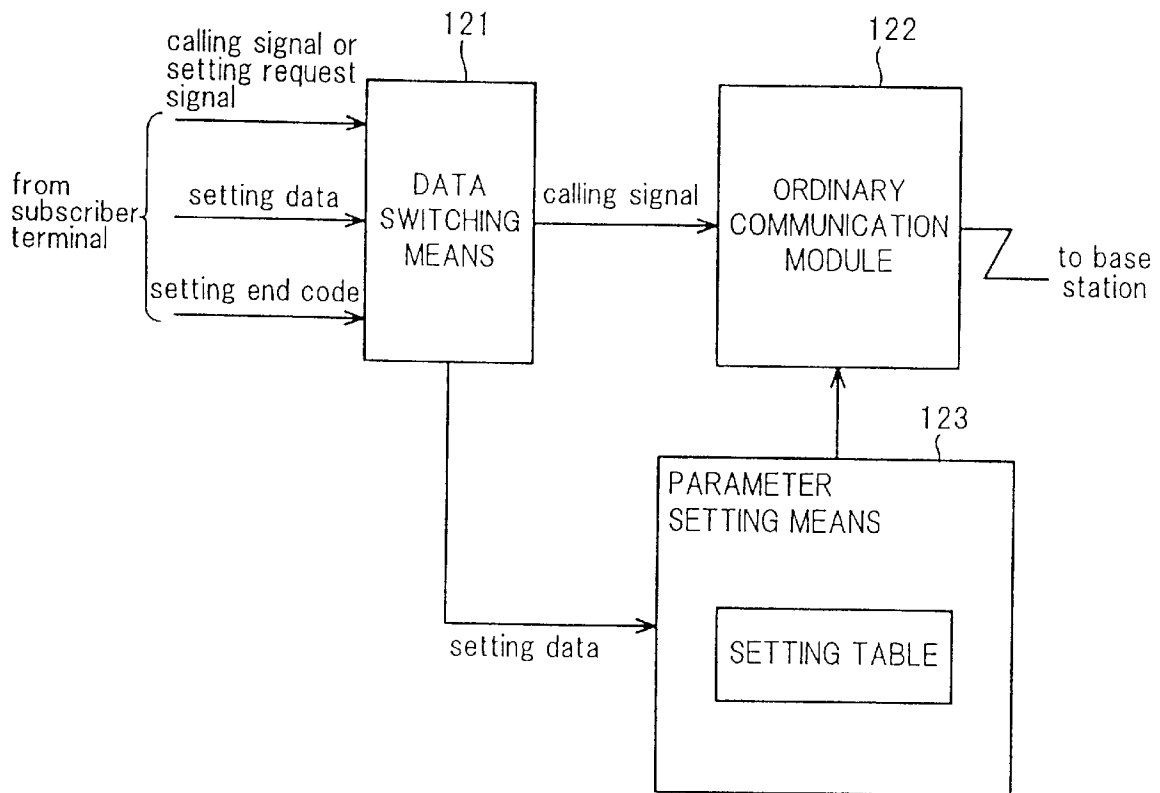 121
122
calling signal or
setting request
signal
from
subscriber
terminal
setting data
setting end code
DATA
SWITCHING
MEANS
calling signal
ORDINARY
COMMUNICATION
MODULE
to base
station
123
PARAMETER
SETTING MEANS
setting data
SETTING TABLE